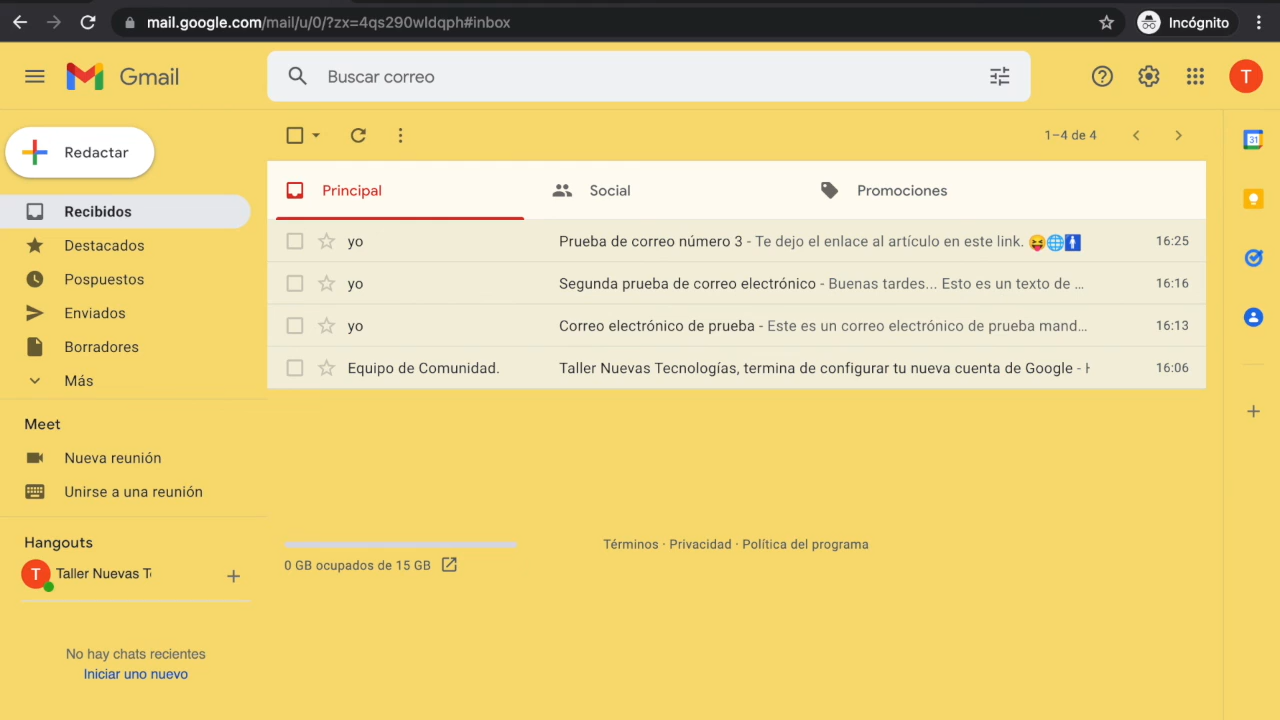 mail.google.com/mail/u/0/?zx=4qs290wldqph#inbox
Incógnito
Gmail
Buscar correo
T
Redactar
1–4 de 4
31
Recibidos
Destacados
Pospuestos
Enviados
Borradores
Más
Principal
Social
Promociones
yo Prueba de correo número 3 - Te dejo el enlace al artículo en este link. 😝🌐🚹 16:25
yo Segunda prueba de correo electrónico - Buenas tardes... Esto es un texto de ... 16:16
yo Correo electrónico de prueba - Este es un correo electrónico de prueba mand... 16:13
Equipo de Comunidad. Taller Nuevas Tecnologías, termina de configurar tu nueva cuenta de Google - 16:06
Meet
Nueva reunión
Unirse a una reunión
Hangouts
T
Taller Nuevas
No hay chats recientes
Iniciar uno nuevo
0 GB ocupados de 15 GB
Términos · Privacidad · Política del programa